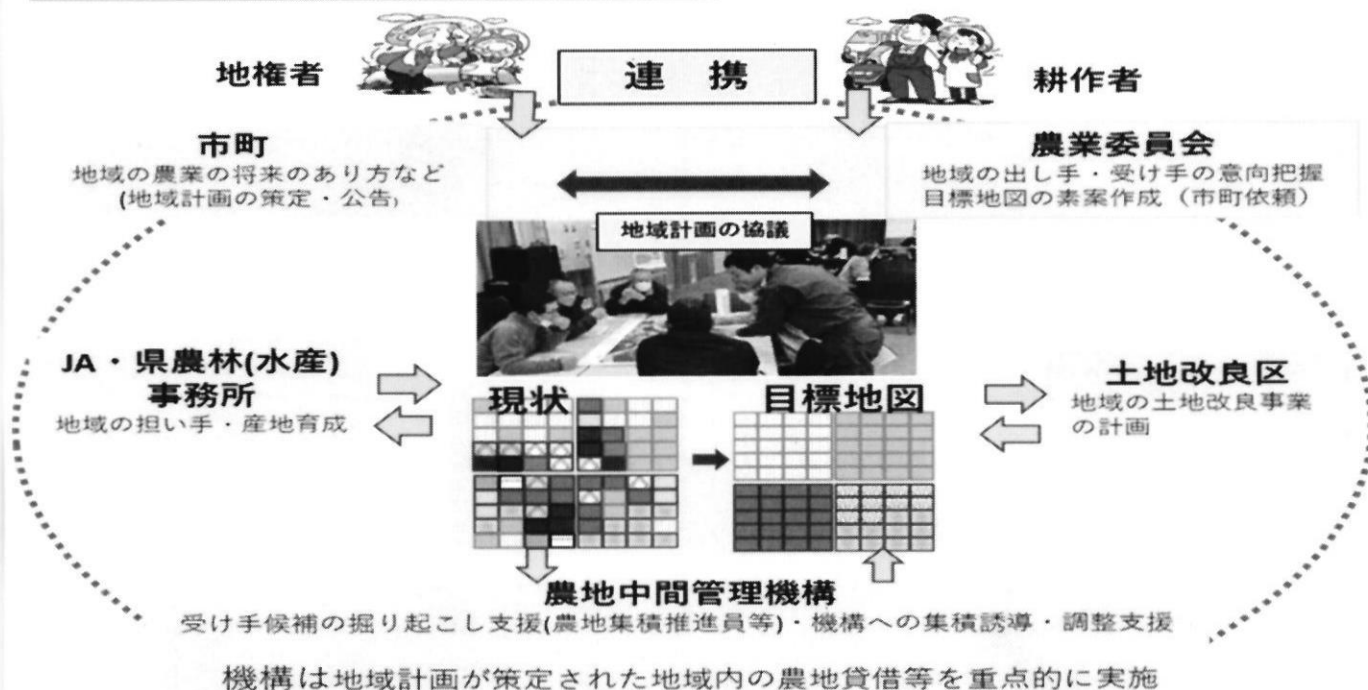 連 携
地権者
耕作者
市町
地域の農業の将来のあり方など
(地域計画の策定・公告)
農業委員会
地域の出し手・受け手の意向把握
目標地図の素案作成（市町依頼）
地域計画の協議
JA・県農林(水産)
事務所
地域の担い手・産地育成
現状
目標地図
土地改良区
地域の土地改良事業
の計画
農地中間管理機構
受け手候補の掘り起こし支援(農地集積推進員等)・機構への集積誘導・調整支援
機構は地域計画が策定された地域内の農地貸借等を重点的に実施